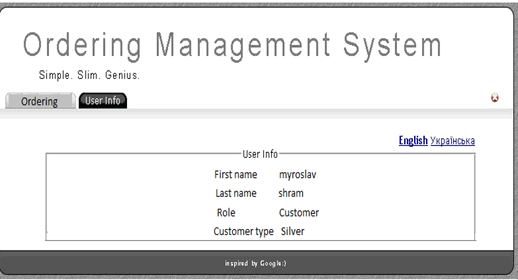 Ordering Management System
Simple. Slim. Genius.
Ordering User Info
English Українська
User Info
First name myroslav
Last name shram
Role Customer
Customer type Silver
inspired by Google:)